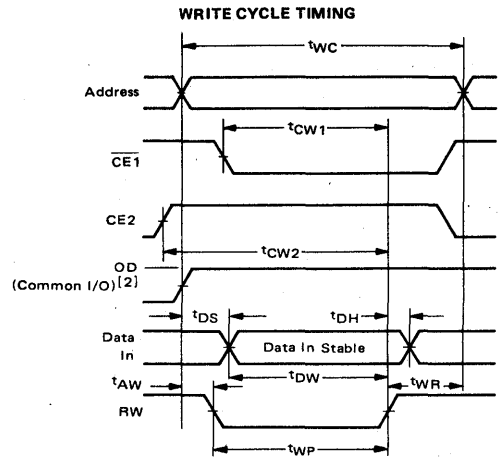 WRITE CYCLE TIMING
tWC
Address
tCW1
CE1
CE2
tCW2
OD
(Common I/O)[2]
tDS
tDH
Data
In
Data In Stable
tDW
tAW
tWR
RW
tWP